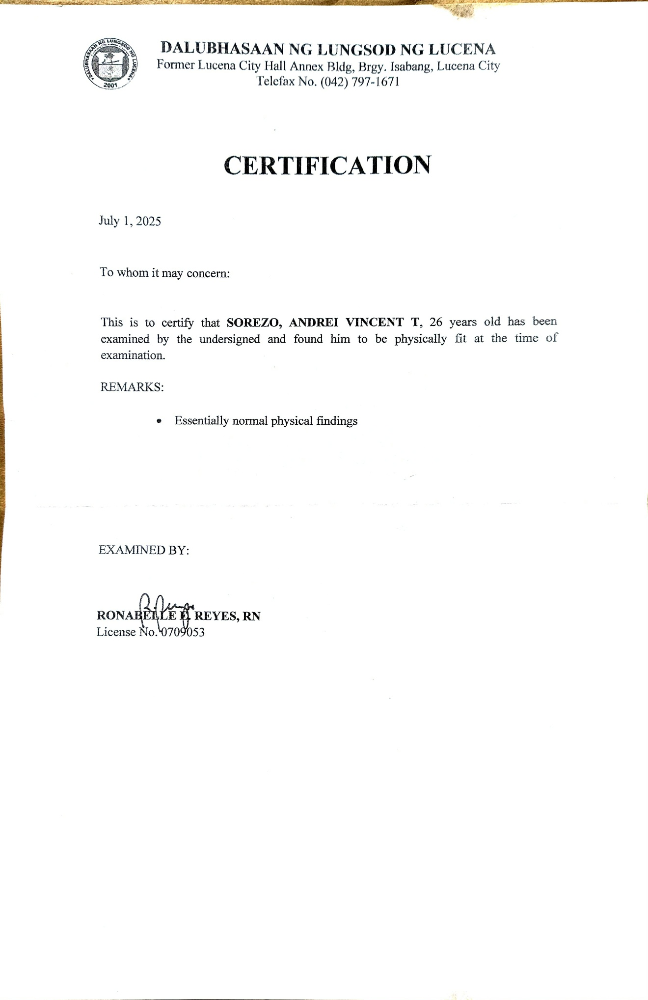 DALUBHASAAN NG LUNGSOD NG LUCENA
2001
DALUBHASAAN NG LUNGSOD NG LUCENA
Former Lucena City Hall Annex Bldg, Brgy. Isabang, Lucena City
Telefax No. (042) 797-1671
CERTIFICATION
July 1, 2025
To whom it may concern:
This is to certify that SOREZO, ANDREI VINCENT T, 26 years old has been
examined by the undersigned and found him to be physically fit at the time of
examination.
REMARKS:
• Essentially normal physical findings
EXAMINED BY:
RONABELLE D. REYES, RN
License No. 0709053